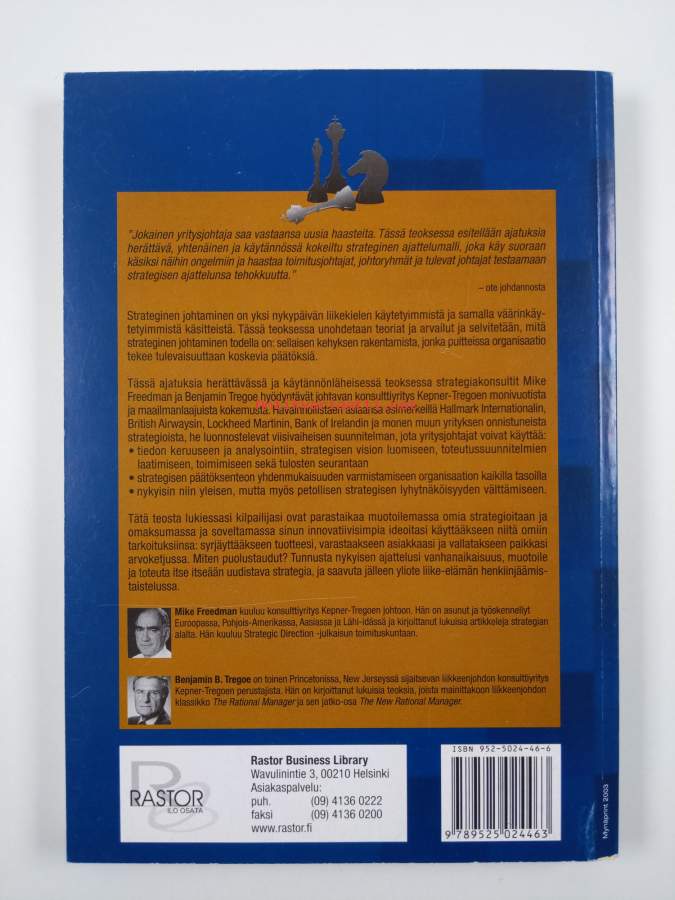 "Jokainen yritysjohtaja saa vastaansa uusia haasteita. Tässä teoksessa esitellään ajatuksia
herättävä, yhtenäinen ja käytännössä kokeiltu strateginen ajattelumalli, joka käy suoraan
käsiksi näihin ongelmiin ja haastaa toimitusjohtajat, johtoryhmät ja tulevat johtajat testaamaan
strategisen ajattelunsa tehokkuutta."
– ote johdannosta
Strateginen johtaminen on yksi nykypäivän liikekielen käytetyimmistä ja samalla väärinkäy-
tetyimmistä käsitteistä. Tässä teoksessa unohdetaan teoriat ja arvailut ja selvitetään, mitä
strateginen johtaminen todella on: sellaisen kehyksen rakentamista, jonka puitteissa organisaatio
tekee tulevaisuuttaan koskevia päätöksiä.
Tässä ajatuksia herättävässä ja käytännönläheisessä teoksessa strategiakonsultit Mike
Freedman ja Benjamin Tregoe hyödyntävät johtavan konsulttiyritys Kepner-Tregoen monivuotista
ja maailmanlaajuista kokemusta. Havainnollistaen asiaansa esimerkeillä Hallmark Internationalin,
British Airwaysin, Lockheed Martinin, Bank of Irelandin ja monen muun yrityksen onnistuneista
strategioista, he luonnostelevat viisivaiheisen suunnitelman, jota yritysjohtajat voivat käyttää:
• tiedon keruuseen ja analysointiin, strategisen vision luomiseen, toteutussuunnitelmien
laatimiseen, toimimiseen sekä tulosten seurantaan
• strategisen päätöksenteon yhdenmukaisuuden varmistamiseen organisaation kaikilla tasoilla
• nykyisin niin yleisen, mutta myös petollisen strategisen lyhytnäköisyyden välttämiseen.
Tätä teosta lukiessasi kilpailijasi ovat parastaikaa muotoilemassa omia strategioitaan ja
omaksumassa ja soveltamassa sinun innovatiivisimpia ideoitasi käyttääkseen niitä omiin
tarkoituksiinsa: syrjäyttääkseen tuotteesi, varastaakseen asiakkaasi ja vallatakseen paikkasi
arvoketjussa. Miten puolustaudut? Tunnusta nykyisen ajattelusi vanhanaikaisuus, muotoile
ja toteuta itse itseään uudistava strategia, ja saavuta jälleen yliote liike-elämän henkiinjäämis-
taistelussa.
Mike Freedman kuuluu konsulttiyritys Kepner-Tregoen johtoon. Hän on asunut ja työskennellyt
Euroopassa, Pohjois-Amerikassa, Aasiassa ja Lähi-idässä ja kirjoittanut lukuisia artikkeleja strategian
alalta. Hän kuuluu Strategic Direction -julkaisun toimituskuntaan.
Benjamin B. Tregoe on toinen Princetonissa, New Jerseyssä sijaitsevan liikkeenjohdon konsulttiyritys
Kepner-Tregoen perustajista. Hän on kirjoittanut lukuisia teoksia, joista mainittakoon liikkeenjohdon
klassikko The Rational Manager ja sen jatko-osa The New Rational Manager.
RASTOR
ILO OSATA
Rastor Business Library
Wavulinintie 3, 00210 Helsinki
Asiakaspalvelu:
puh. (09) 4136 0222
faksi (09) 4136 0200
www.rastor.fi
ISBN 952-5024-46-6
9 789525 024463
Mynäprint 2003